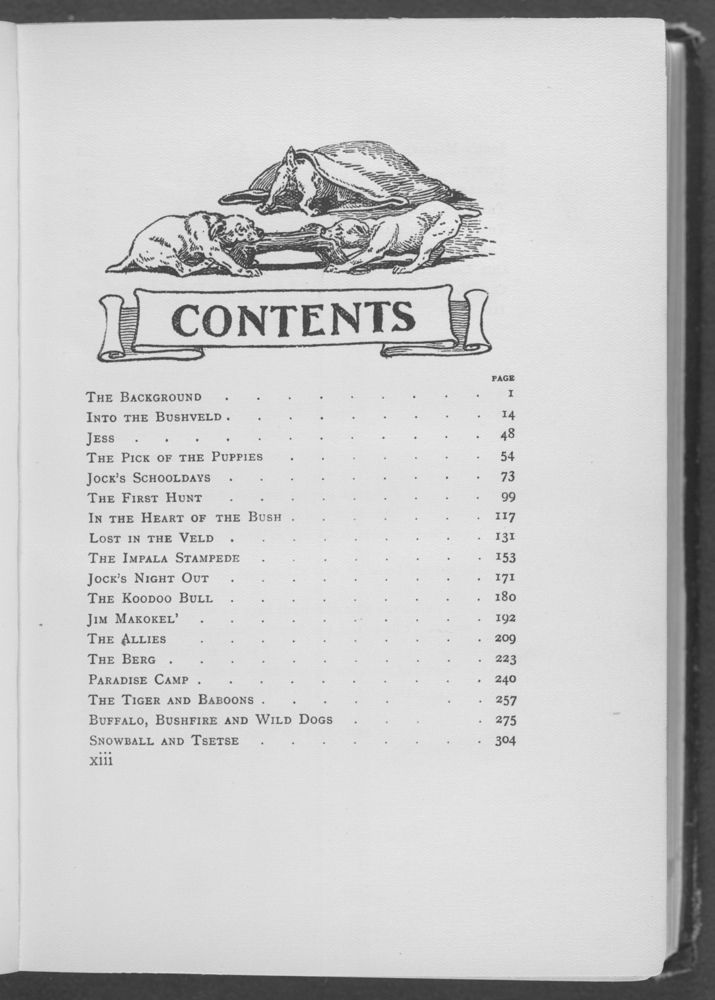 CONTENTS
PAGE
THE BACKGROUND . . . . . . . . . 1
INTO THE BUSHVELD . . . . . . . . . 14
JESS . . . . . . . . . . . . 48
THE PICK OF THE PUPPIES . . . . . . . 54
JOCK'S SCHOOLDAYS . . . . . . . . . 73
THE FIRST HUNT . . . . . . . . . 99
IN THE HEART OF THE BUSH . . . . . . . 117
LOST IN THE VELD . . . . . . . . . 131
THE IMPALA STAMPEDE . . . . . . . . 153
JOCK'S NIGHT OUT . . . . . . . . . 171
THE KOODOO BULL . . . . . . . . . 180
JIM MAKOKEL' . . . . . . . . . . 192
THE ALLIES . . . . . . . . . . 209
THE BERG . . . . . . . . . . . 223
PARADISE CAMP . . . . . . . . . . 240
THE TIGER AND BABOONS . . . . . . . 257
BUFFALO, BUSHFIRE AND WILD DOGS . . . . 275
SNOWBALL AND TSETSE . . . . . . . . 304
xiii